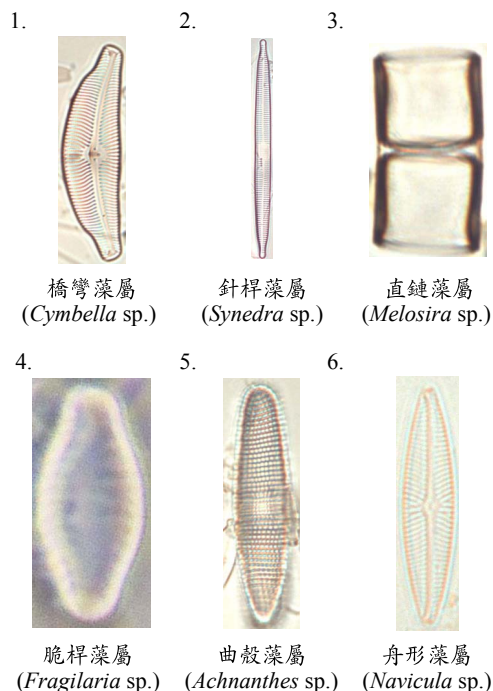 1. 2. 3.
橋彎藻屬 針桿藻屬 直鏈藻屬
(Cymbella sp.) (Synedra sp.) (Melosira sp.)
4. 5. 6.
脆桿藻屬 曲殼藻屬 舟形藻屬
(Fragilaria sp.) (Achnanthes sp.) (Navicula sp.)